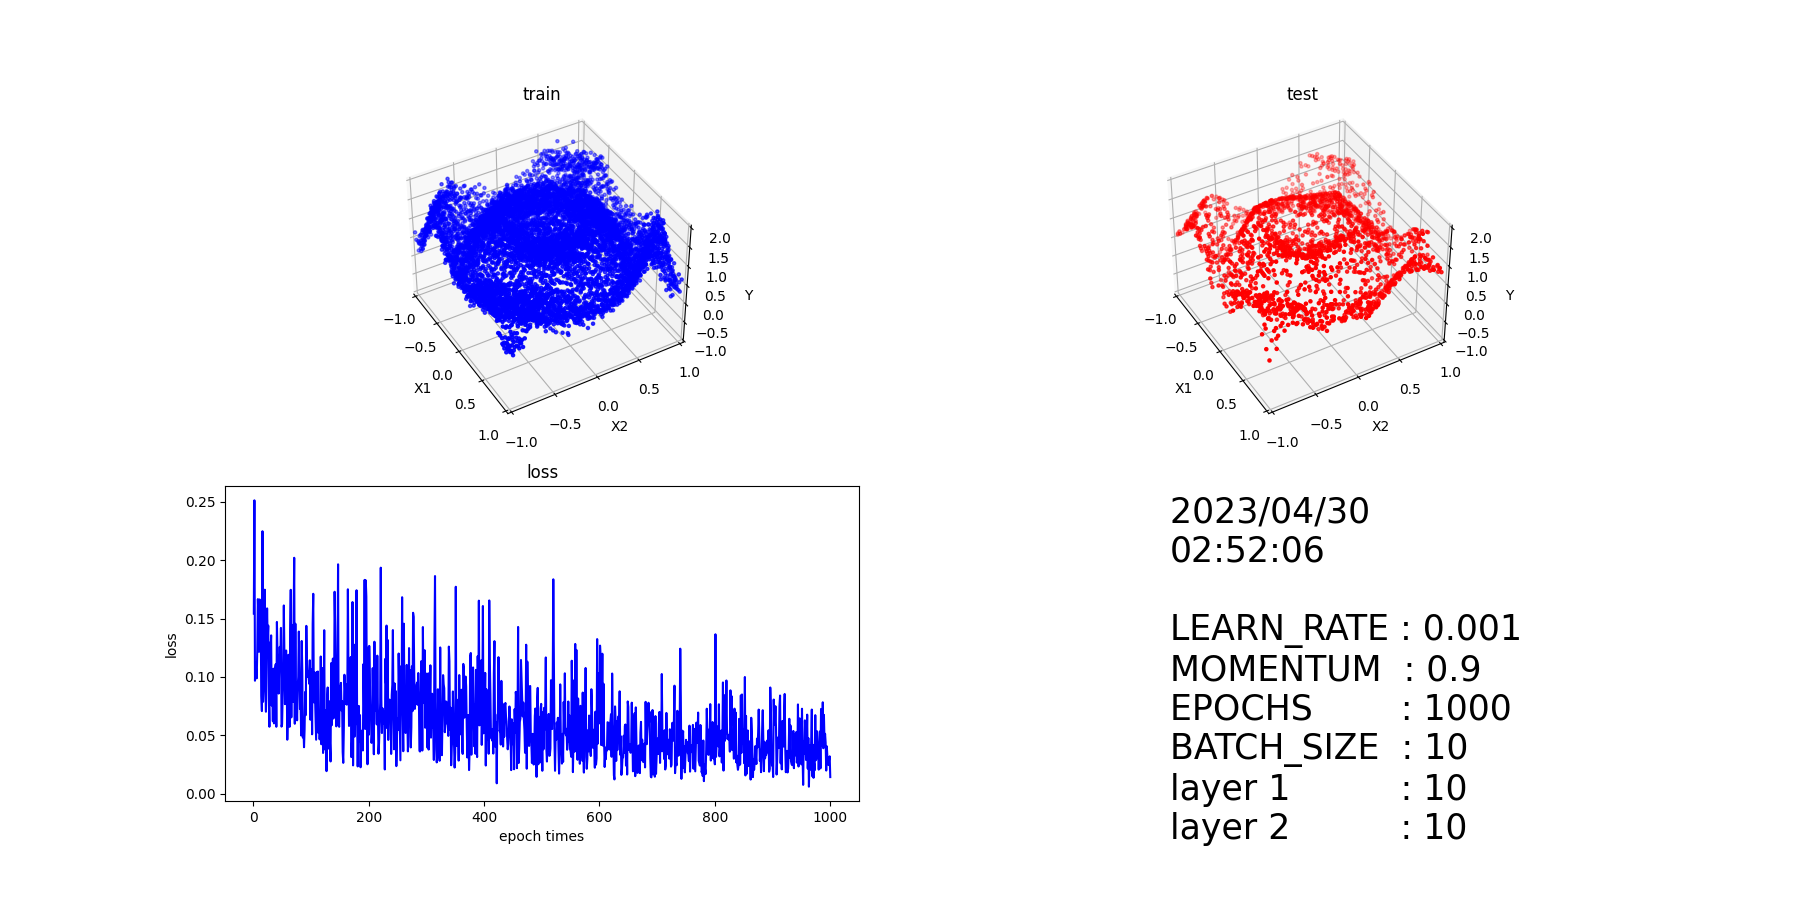 train
2.0
1.5
1.0
0.5
0.0
−0.5
−1.0
Y
−1.0
−0.5
0.0
0.5
1.0
X1
−1.0
−0.5
0.0
0.5
1.0
X2
test
2.0
1.5
1.0
0.5
0.0
−0.5
−1.0
Y
−1.0
−0.5
0.0
0.5
1.0
X1
−1.0
−0.5
0.0
0.5
1.0
X2
loss
0.25
0.20
0.15
0.10
0.05
0.00
loss
0 200 400 600 800 1000
epoch times
2023/04/30
02:52:06
LEARN_RATE : 0.001
MOMENTUM : 0.9
EPOCHS : 1000
BATCH_SIZE : 10
layer 1 : 10
layer 2 : 10